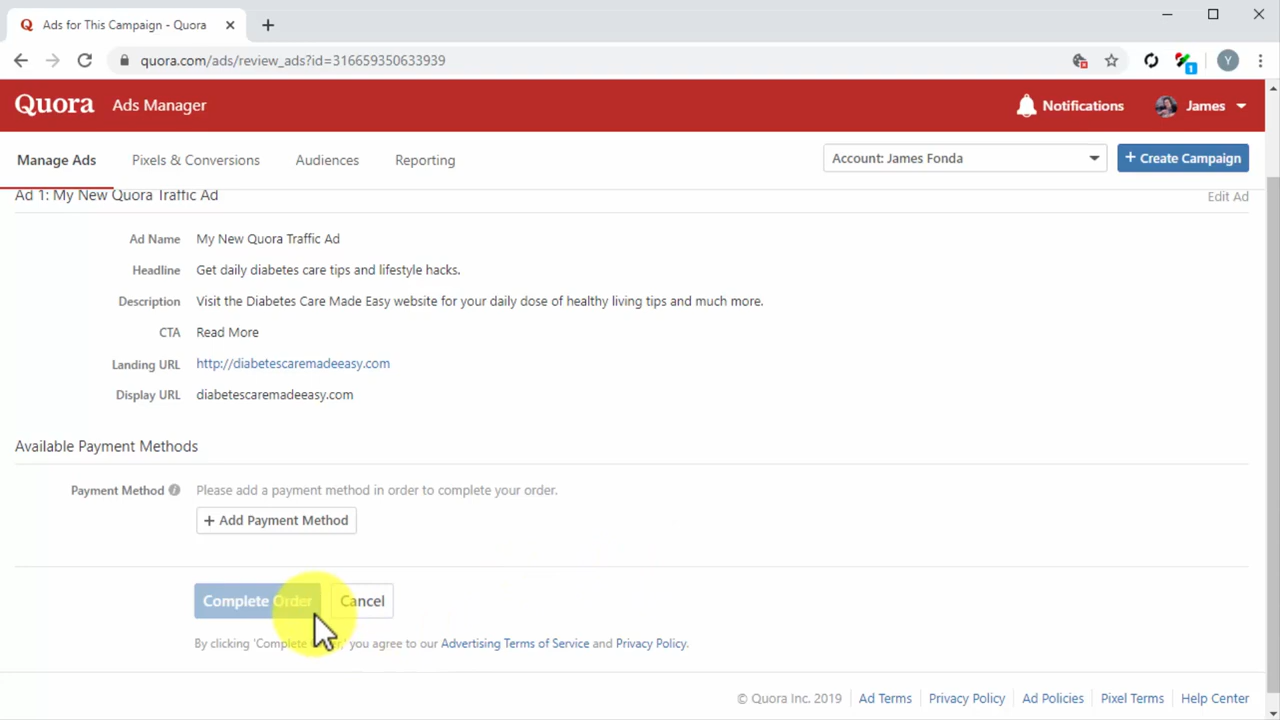 Ads for This Campaign - Quora
quora.com/ads/review_ads?id=316659350633939
1
Y
Quora Ads Manager Notifications James
Manage Ads Pixels & Conversions Audiences Reporting Account: James Fonda + Create Campaign
Ad 1: My New Quora Traffic Ad Edit Ad
Ad Name My New Quora Traffic Ad
Headline Get daily diabetes care tips and lifestyle hacks.
Description Visit the Diabetes Care Made Easy website for your daily dose of healthy living tips and much more.
CTA Read More
Landing URL http://diabetescaremadeeasy.com
Display URL diabetescaremadeeasy.com
Available Payment Methods
Payment Method Please add a payment method in order to complete your order.
+ Add Payment Method
Complete Order Cancel
By clicking 'Complete you agree to our Advertising Terms of Service and Privacy Policy.
© Quora Inc. 2019 Ad Terms Privacy Policy Ad Policies Pixel Terms Help Center